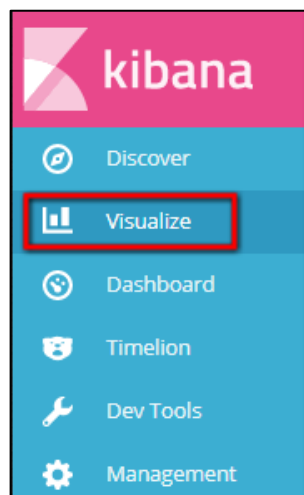 kibana
Discover
Visualize
Dashboard
Timelion
Dev Tools
Management